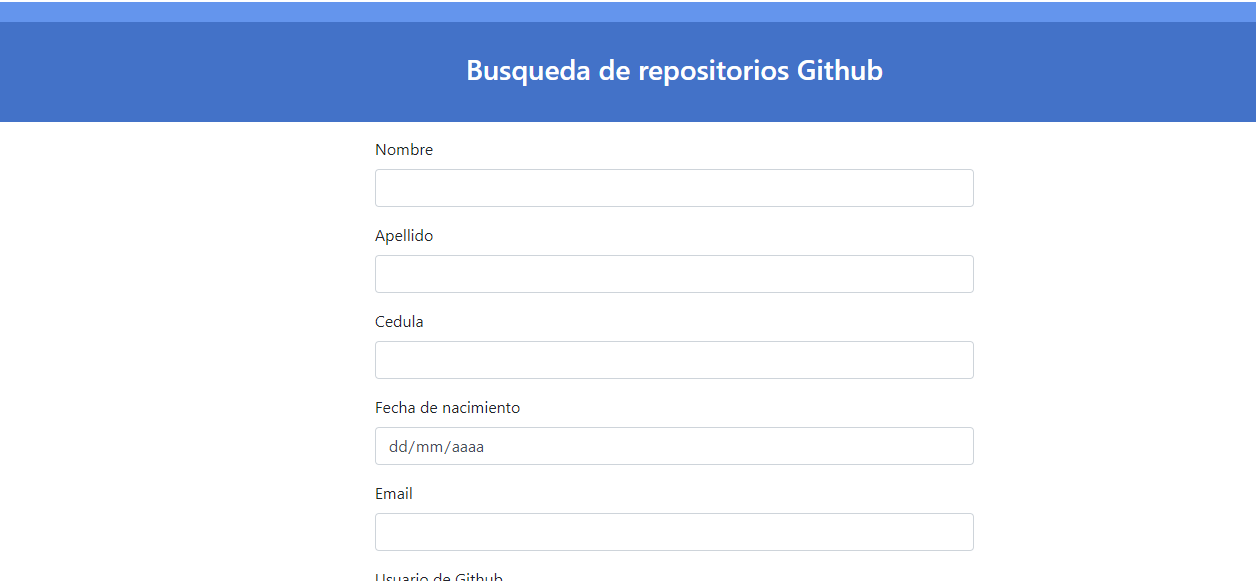 Busqueda de repositorios Github
Nombre
Apellido
Cedula
Fecha de nacimiento
dd/mm/aaaa
Email
Usuario de Github